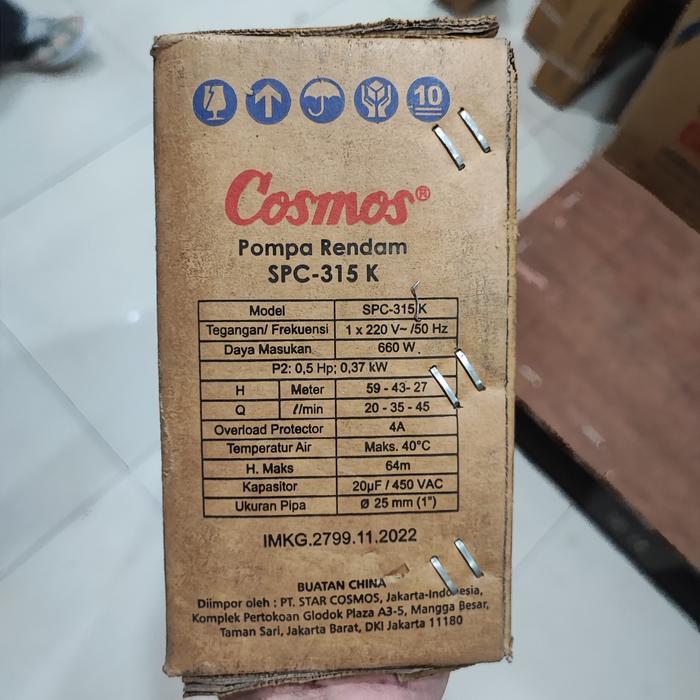 10
Cosmos®
Pompa Rendam
SPC-315 K
Model SPC-315 K
Tegangan/ Frekuensi 1 x 220 V~ /50 Hz
Daya Masukan 660 W
P2: 0,5 Hp; 0,37 kW
H Meter 59 - 43- 27
Q ℓ/min 20 - 35 - 45
Overload Protector 4A
Temperatur Air Maks. 40°C
H. Maks 64m
Kapasitor 20µF / 450 VAC
Ukuran Pipa Ø 25 mm (1")
IMKG.2799.11.2022
BUATAN CHINA
Diimpor oleh : PT. STAR COSMOS, Jakarta-Indonesia,
Komplek Pertokoan Glodok Plaza A3-5, Mangga Besar,
Taman Sari, Jakarta Barat, DKI Jakarta 11180